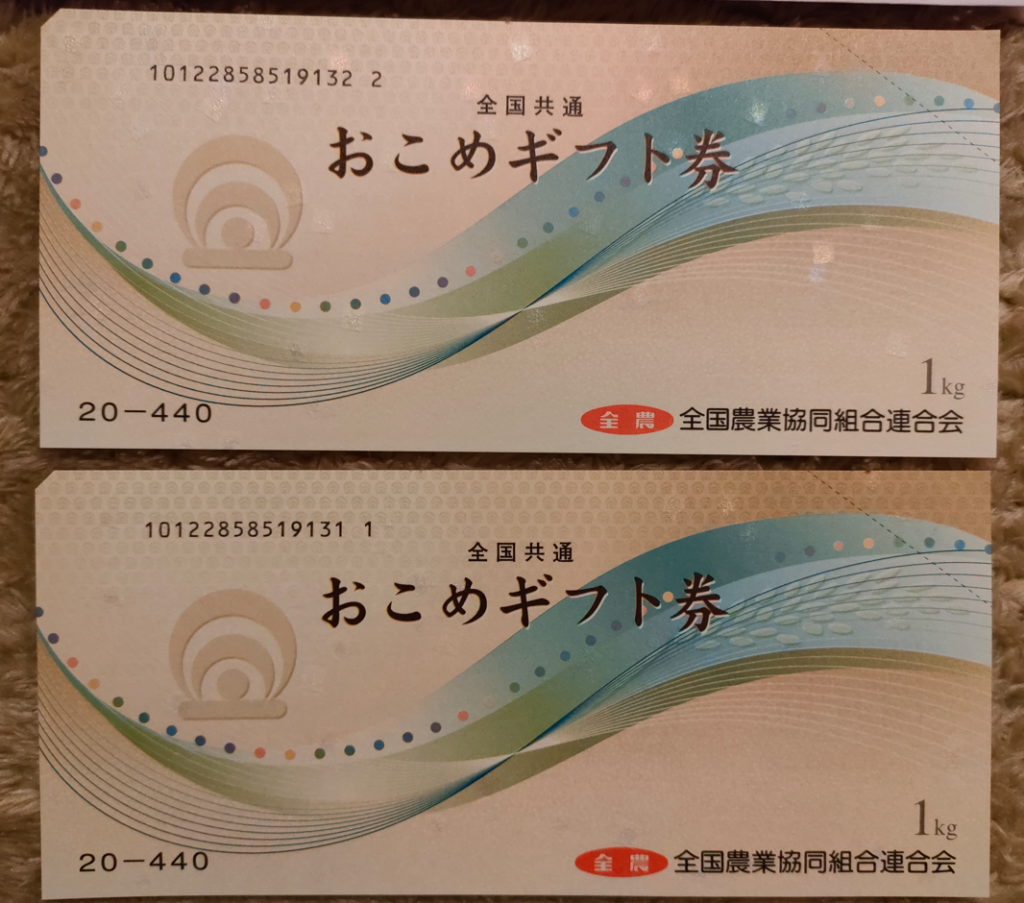 10122858519132 2
全国共通
おこめギフト券
1kg
20-440
全農 全国農業協同組合連合会
10122858519131 1
全国共通
おこめギフト券
1kg
20-440
全農 全国農業協同組合連合会